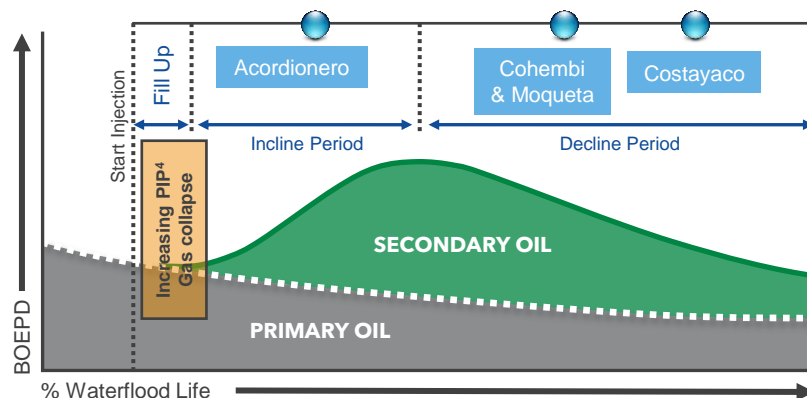 Start Injection
Fill Up
Acordionero
Cohembi
& Moqueta
Costayaco
Incline Period
Decline Period
Increasing PIP⁴
Gas collapse
SECONDARY OIL
PRIMARY OIL
BOEPD
% Waterflood Life